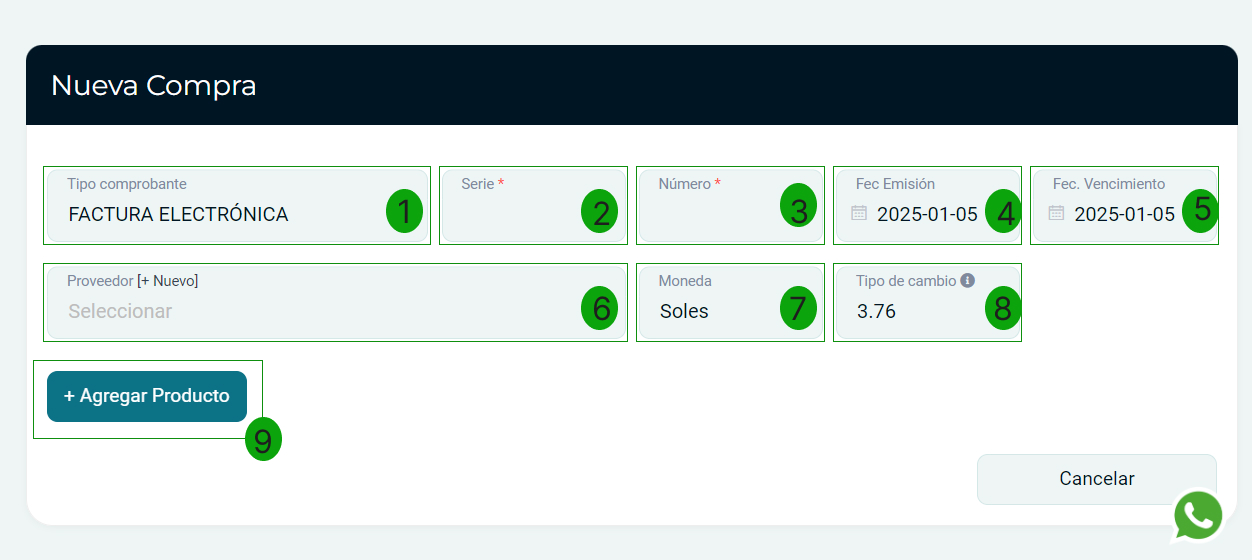 Nueva Compra
Tipo comprobante
FACTURA ELECTRÓNICA
1
Serie *
2
Número *
3
Fec Emisión
2025-01-05
4
Fec. Vencimiento
2025-01-05
5
Proveedor [+ Nuevo]
Seleccionar
6
Moneda
Soles
7
Tipo de cambio
3.76
8
+ Agregar Producto
9
Cancelar